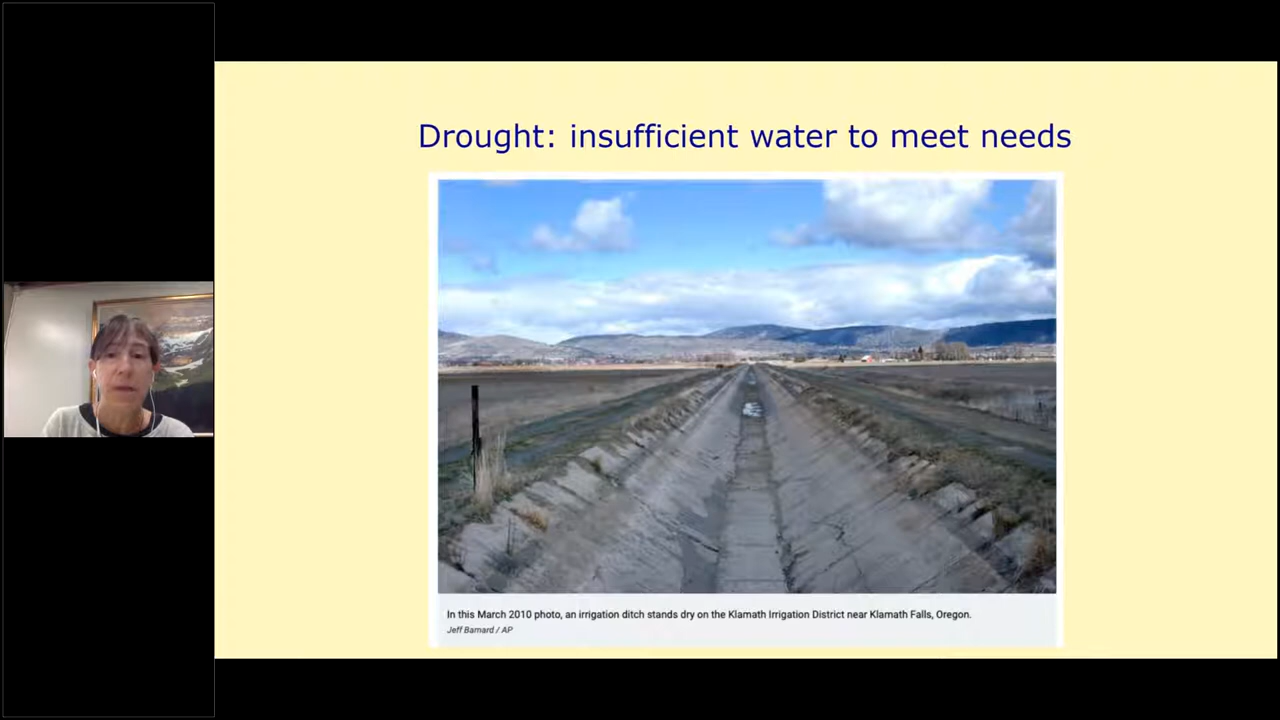 Drought: insufficient water to meet needs
In this March 2010 photo, an irrigation ditch stands dry on the Klamath Irrigation District near Klamath Falls, Oregon.
Jeff Barnard / AP